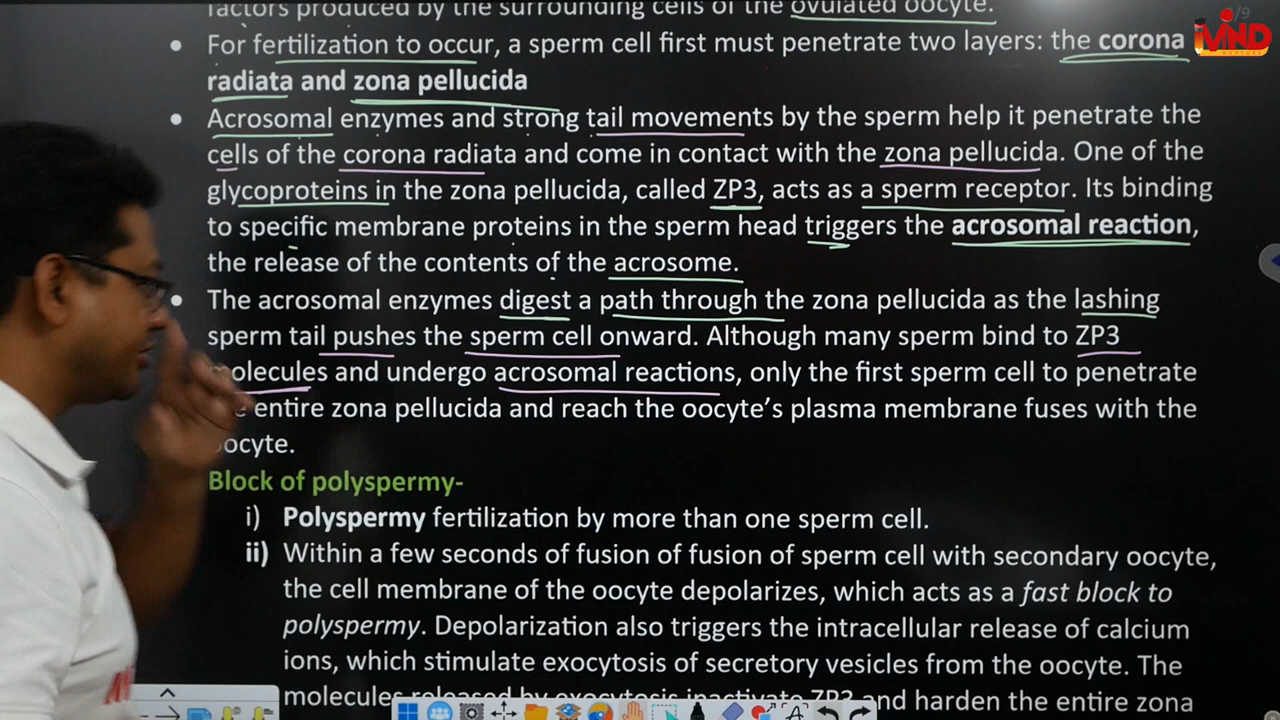 factors produced by the surrounding cells of the ovulated oocyte.
/9
MIND
• For fertilization to occur, a sperm cell first must penetrate two layers: the corona
radiata and zona pellucida
• Acrosomal enzymes and strong tail movements by the sperm help it penetrate the
cells of the corona radiata and come in contact with the zona pellucida. One of the
glycoproteins in the zona pellucida, called ZP3, acts as a sperm receptor. Its binding
to specific membrane proteins in the sperm head triggers the acrosomal reaction,
the release of the contents of the acrosome.
• The acrosomal enzymes digest a path through the zona pellucida as the lashing
sperm tail pushes the sperm cell onward. Although many sperm bind to ZP3
molecules and undergo acrosomal reactions, only the first sperm cell to penetrate
entire zona pellucida and reach the oocyte's plasma membrane fuses with the
oocyte.
Block of polyspermy-
i) Polyspermy fertilization by more than one sperm cell.
ii) Within a few seconds of fusion of fusion of sperm cell with secondary oocyte,
the cell membrane of the oocyte depolarizes, which acts as a fast block to
polyspermy. Depolarization also triggers the intracellular release of calcium
ions, which stimulate exocytosis of secretory vesicles from the oocyte. The
molecules released by exocytosis inactivate ZP3 and harden the entire zona